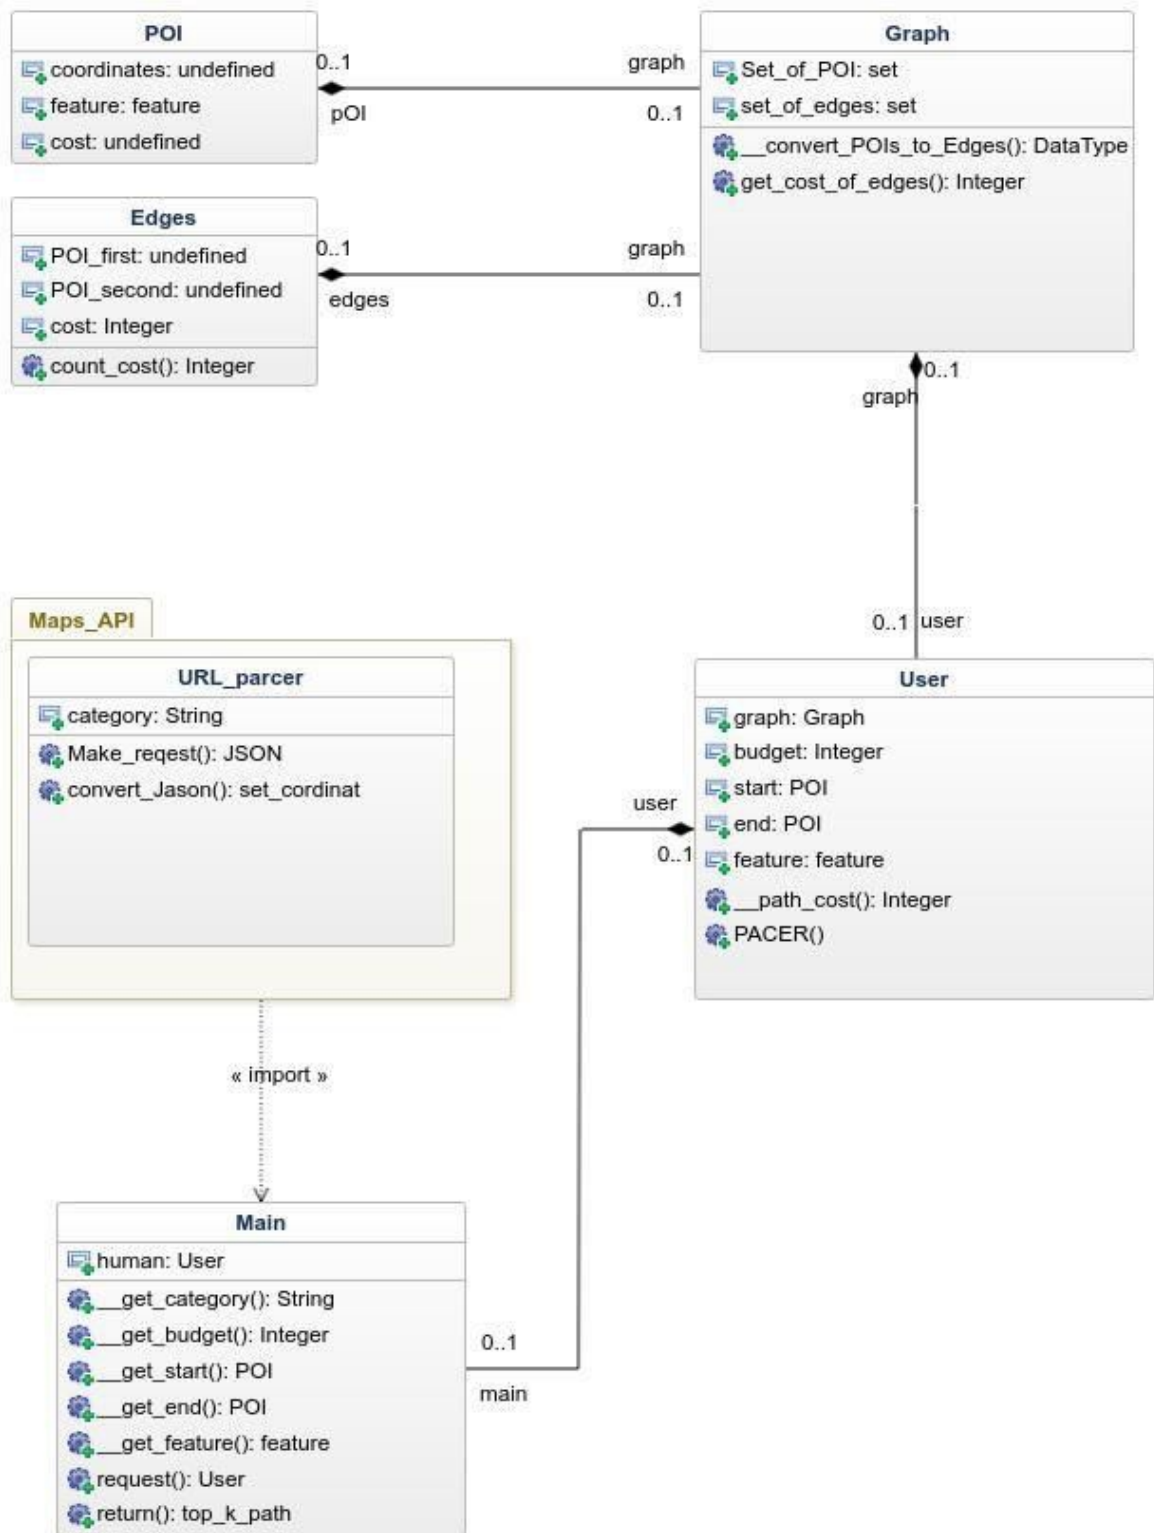 POI
coordinates: undefined
feature: feature
cost: undefined
0..1
pOI
graph
0..1
Graph
Set_of_POI: set
set_of_edges: set
__convert_POIs_to_Edges(): DataType
get_cost_of_edges(): Integer
Edges
POI_first: undefined
POI_second: undefined
cost: Integer
count_cost(): Integer
0..1
edges
graph
0..1
0..1
graph
0..1 user
Maps_API
URL_parcer
category: String
Make_reqest(): JSON
convert_Jason(): set_cordinat
User
graph: Graph
budget: Integer
start: POI
end: POI
feature: feature
__path_cost(): Integer
PACER()
user
0..1
« import »
Main
human: User
__get_category(): String
__get_budget(): Integer
__get_start(): POI
__get_end(): POI
__get_feature(): feature
request(): User
return(): top_k_path
0..1
main